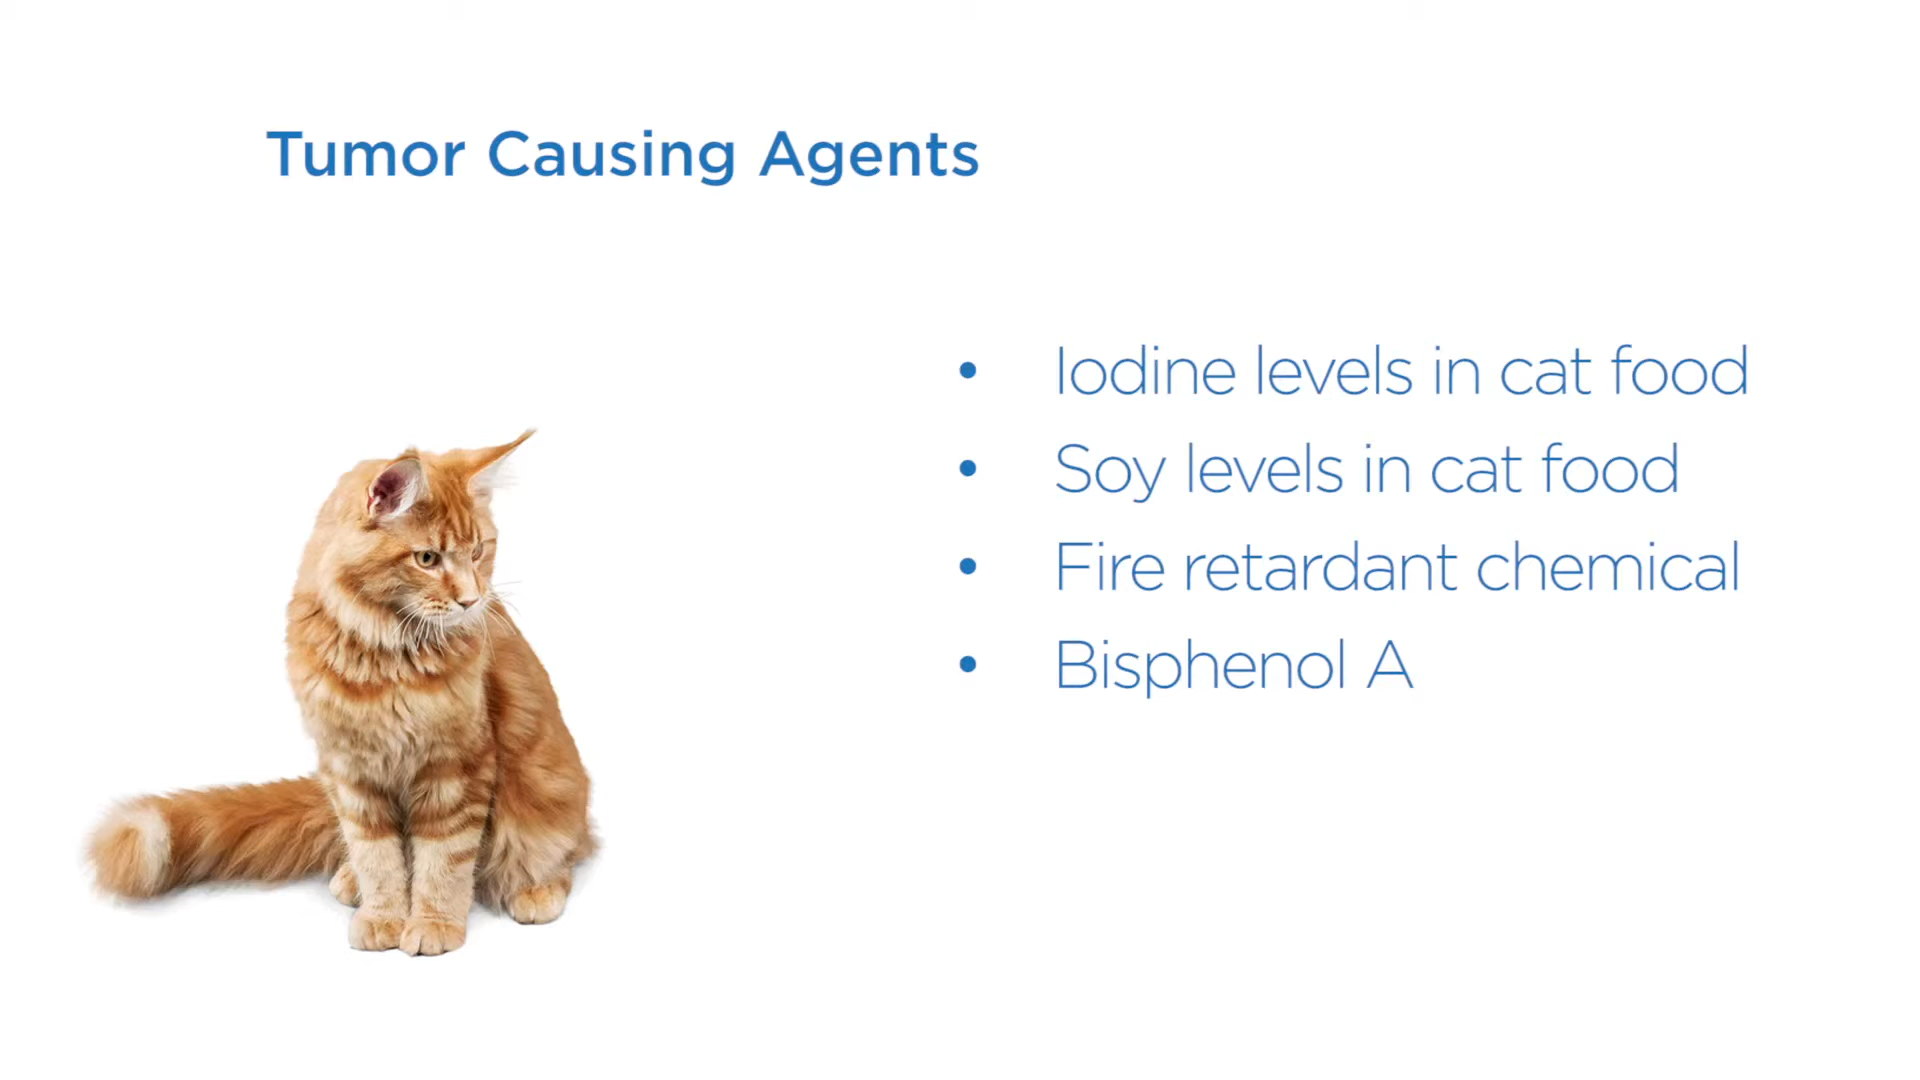 Tumor Causing Agents
• Iodine levels in cat food
• Soy levels in cat food
• Fire retardant chemical
• Bisphenol A